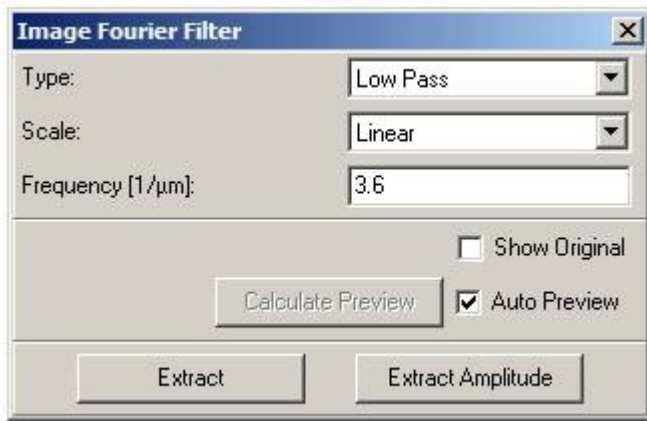 Image Fourier Filter
Type: Low Pass
Scale: Linear
Frequency [1/µm]: 3.6
Show Original
Calculate Preview Auto Preview
Extract Extract Amplitude